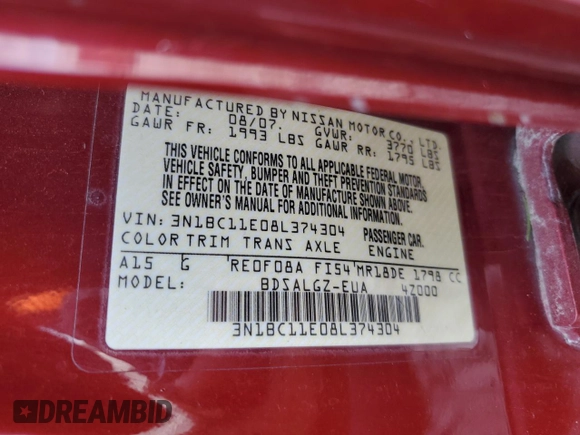 MANUFACTURED BY NISSAN MOTOR CO., LTD.
DATE: 08/07. GVWR: 3770 LBS
GAWR FR: 1993 LBS GAWR RR: 1795 LBS
THIS VEHICLE CONFORMS TO ALL APPLICABLE FEDERAL MOTOR
VEHICLE SAFETY, BUMPER AND THEFT PREVENTION STANDARDS
IN EFFECT ON THE DATE OF MANUFACTURE SHOWN ABOVE.
SEE OWNER'S MANUAL FOR ADDITIONAL INFORMATION.
VIN: 3N1BC11E08L374304 PASSENGER CAR.
COLOR TRIM TRANS AXLE ENGINE
A15 G RE0F08A FI54 MR18DE 1798 CC
MODEL: BDSALGZ-EUA 4Z000
3N1BC11E08L374304
DREAMBID